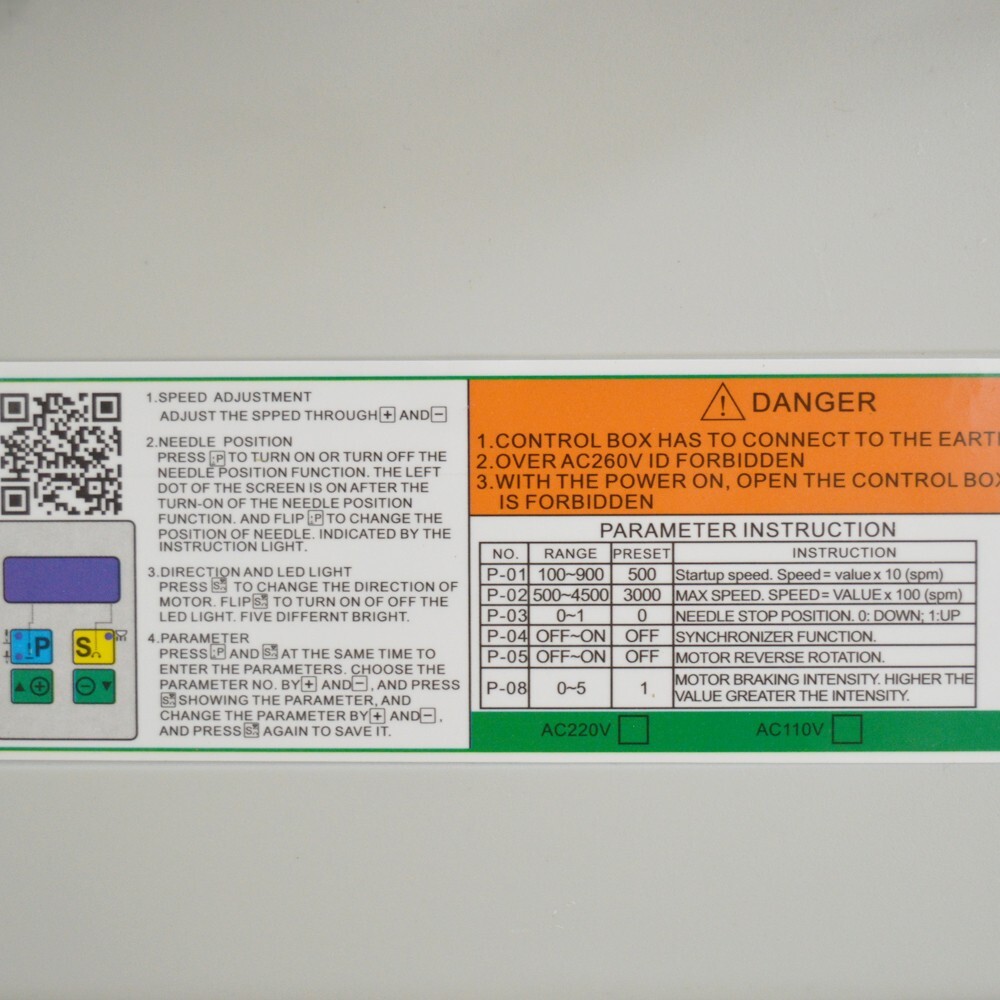 1.SPEED ADJUSTMENT
ADJUST THE SPPED THROUGH + AND −
2.NEEDLE POSITION
PRESS P TO TURN ON OR TURN OFF THE
NEEDLE POSITION FUNCTION. THE LEFT
DOT OF THE SCREEN IS ON AFTER THE
TURN-ON OF THE NEEDLE POSITION
FUNCTION. AND FLIP P TO CHANGE THE
POSITION OF NEEDLE. INDICATED BY THE
INSTRUCTION LIGHT.
3.DIRECTION AND LED LIGHT
PRESS S TO CHANGE THE DIRECTION OF
MOTOR. FLIP S TO TURN ON OF OFF THE
LED LIGHT. FIVE DIFFERNT BRIGHT.
4.PARAMETER
PRESS P AND S AT THE SAME TIME TO
ENTER THE PARAMETERS. CHOOSE THE
PARAMETER NO. BY + AND −, AND PRESS
S SHOWING THE PARAMETER, AND
CHANGE THE PARAMETER BY + AND −,
AND PRESS S AGAIN TO SAVE IT.
P S
▲ + − ▼
DANGER
1.CONTROL BOX HAS TO CONNECT TO THE EART
2.OVER AC260V ID FORBIDDEN
3.WITH THE POWER ON, OPEN THE CONTROL BOX
IS FORBIDDEN
PARAMETER INSTRUCTION
NO. RANGE PRESET INSTRUCTION
P-01 100~900 500 Startup speed. Speed = value x 10 (spm)
P-02 500~4500 3000 MAX SPEED. SPEED= VALUE x 100 (spm)
P-03 0~1 0 NEEDLE STOP POSITION. 0: DOWN; 1:UP
P-04 OFF~ON OFF SYNCHRONIZER FUNCTION.
P-05 OFF~ON OFF MOTOR REVERSE ROTATION.
P-08 0~5 1 MOTOR BRAKING INTENSITY. HIGHER THE
VALUE GREATER THE INTENSITY.
AC220V AC110V